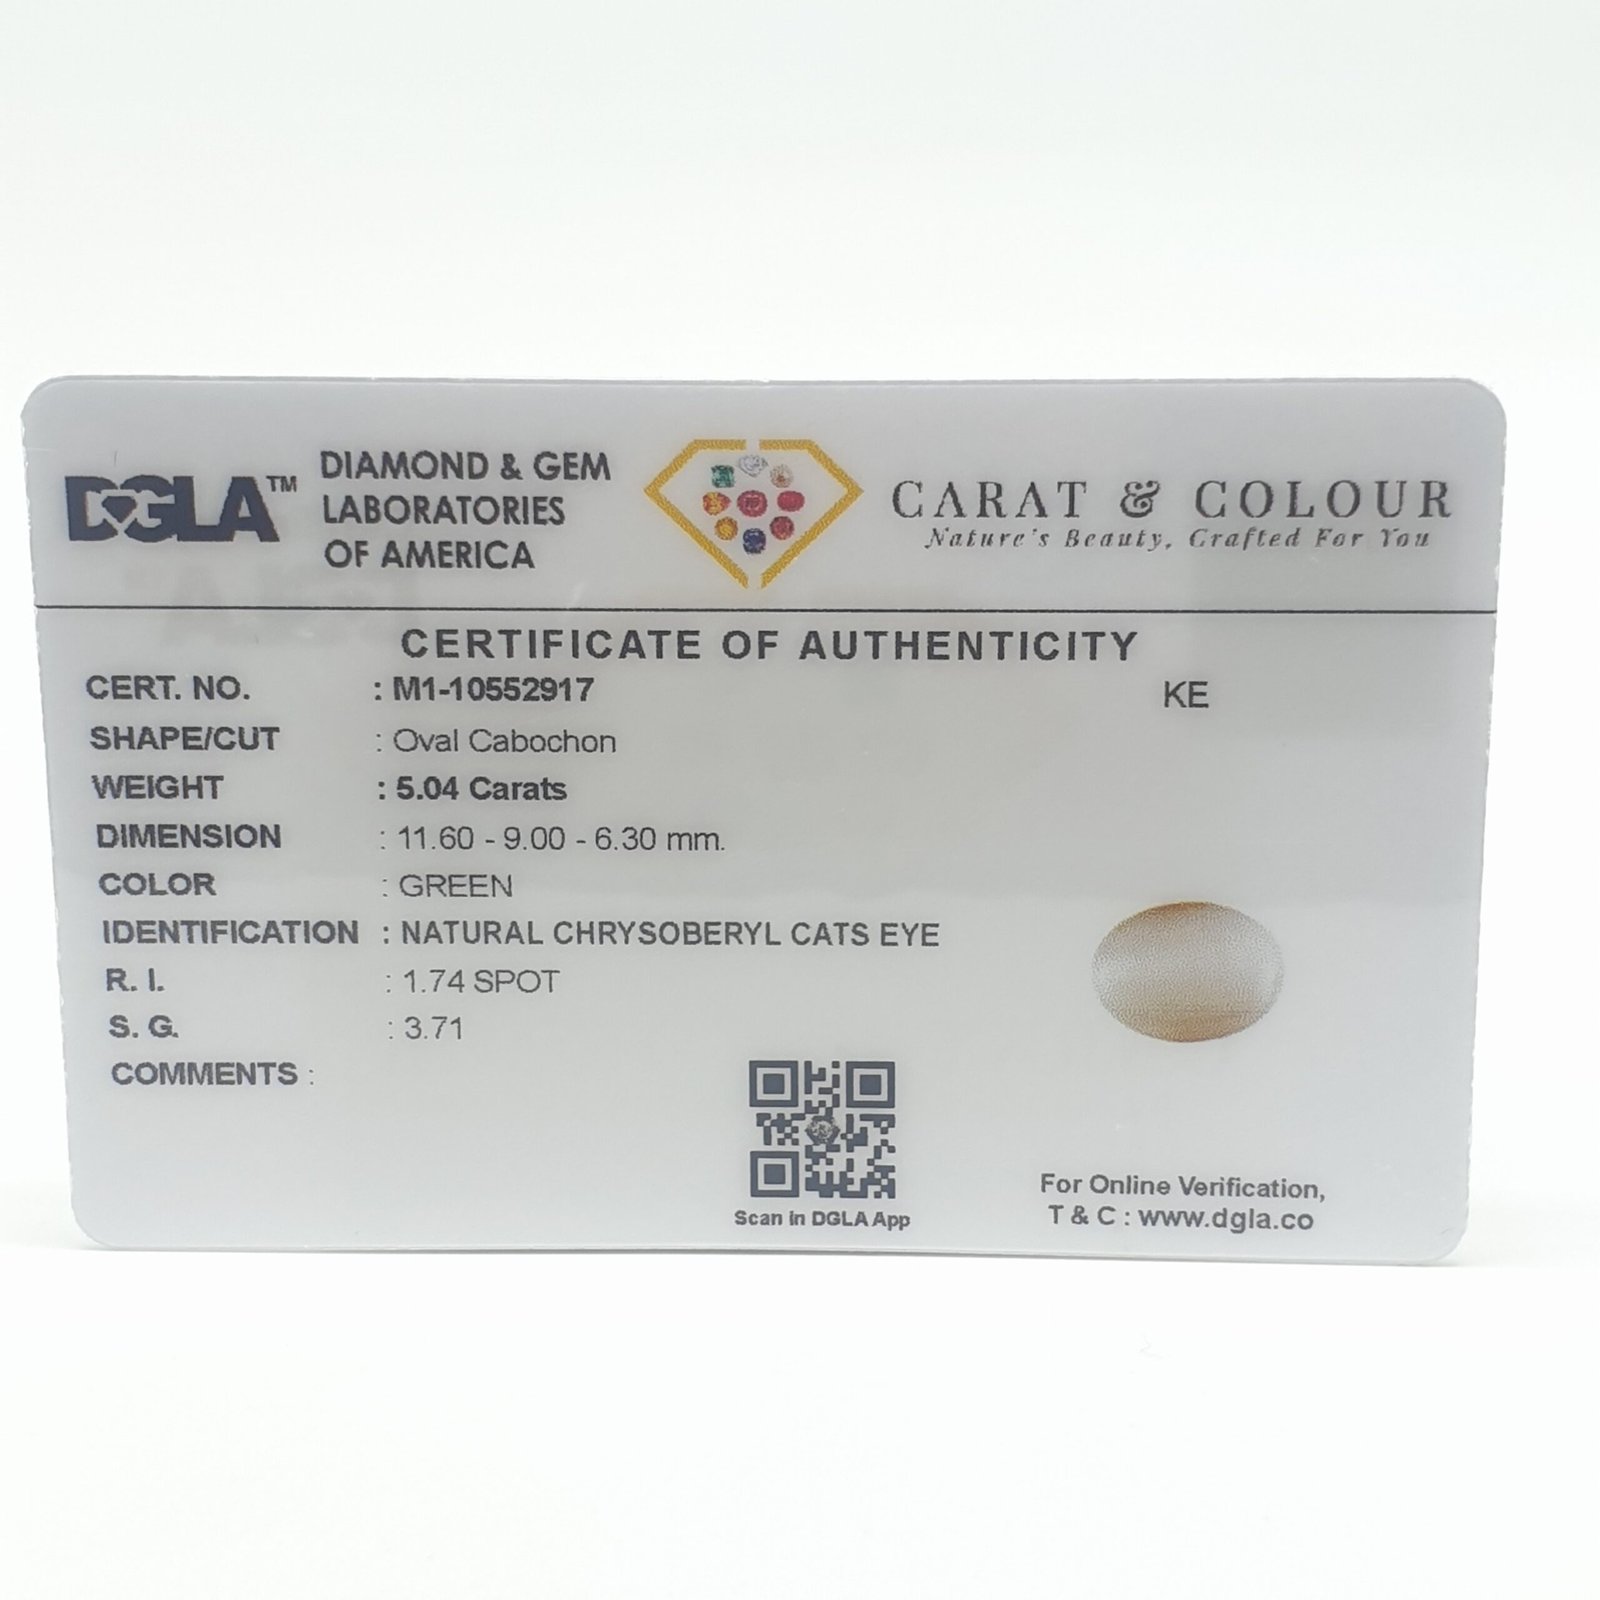 DGLA™
DIAMOND & GEM
LABORATORIES
OF AMERICA
CARAT & COLOUR
Nature's Beauty, Crafted For You
CERTIFICATE OF AUTHENTICITY
CERT. NO. : M1-10552917 KE
SHAPE/CUT : Oval Cabochon
WEIGHT : 5.04 Carats
DIMENSION : 11.60 - 9.00 - 6.30 mm.
COLOR : GREEN
IDENTIFICATION : NATURAL CHRYSOBERYL CATS EYE
R. I. : 1.74 SPOT
S. G. : 3.71
COMMENTS :
Scan in DGLA App
For Online Verification,
T & C : www.dgla.co